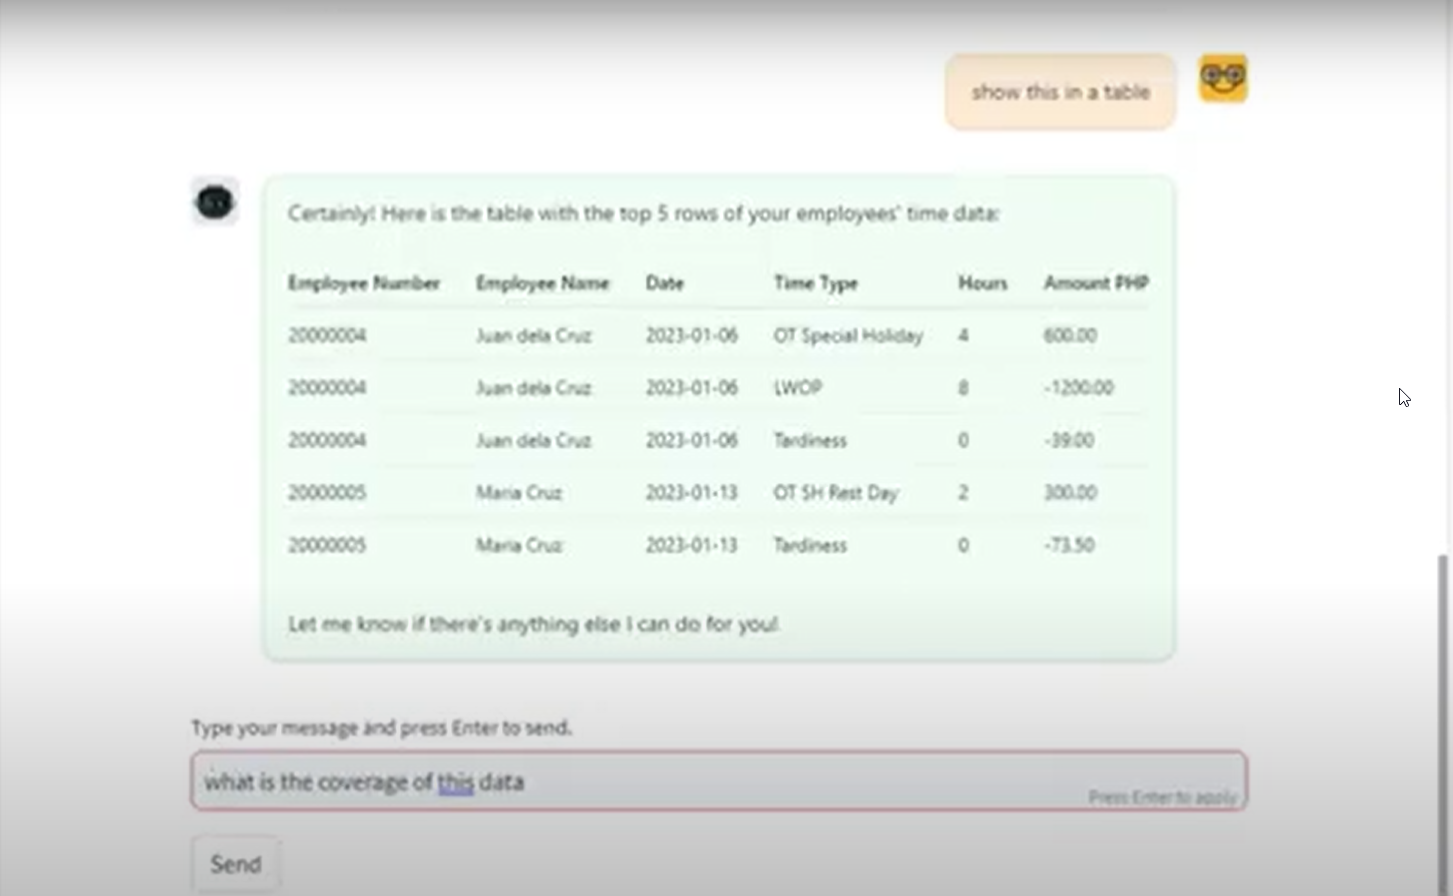 show this in a table
Certainly! Here is the table with the top 5 rows of your employees' time data:
Employee Number Employee Name Date Time Type Hours Amount PHP
20000004 Juan dela Cruz 2023-01-06 OT Special Holiday 4 600.00
20000004 Juan dela Cruz 2023-01-06 LWOP 8 -1200.00
20000004 Juan dela Cruz 2023-01-06 Tardiness 0 -39.00
20000005 Maria Cruz 2023-01-13 OT SH Rest Day 2 300.00
20000005 Maria Cruz 2023-01-13 Tardiness 0 -73.50
Let me know if there's anything else I can do for you!
Type your message and press Enter to send.
what is the coverage of this data
Press Enter to apply
Send